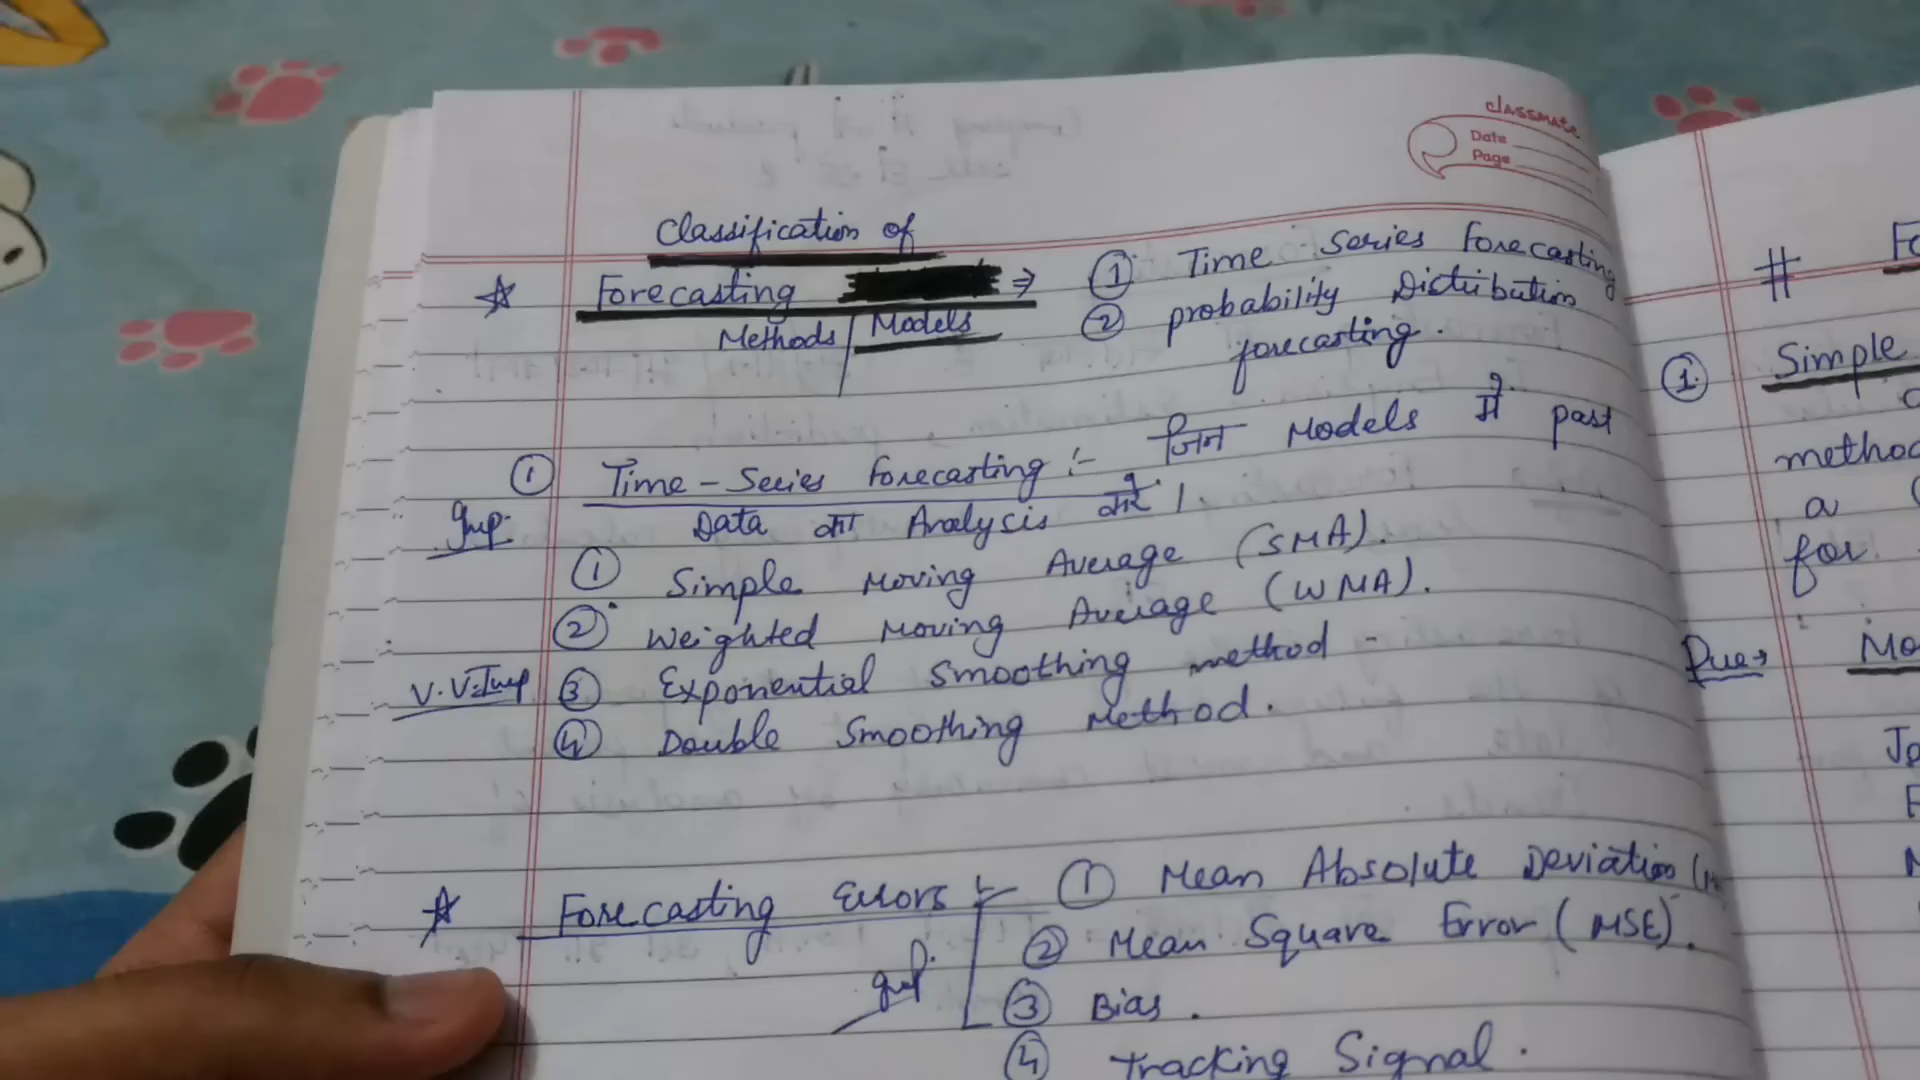 classmate
Date
Page
Classification of
☆ Forecasting ⇒ ① Time-Series Forecasting
Methods / Models
② probability Distribution
forecasting.
① Time-Series Forecasting :- जिन Models में past
Imp. Data का Analysis करें।
① Simple Moving Average (SMA).
② Weighted Moving Average (WMA).
V.V.Imp ③ Exponential Smoothing method -
④ Double Smoothing Method.
☆ Forecasting Errors :- ① Mean Absolute Deviation (M
② Mean Square Error (MSE).
Imp. ③ Bias.
④ Tracking Signal.
#
① Simple
a
for
Que→